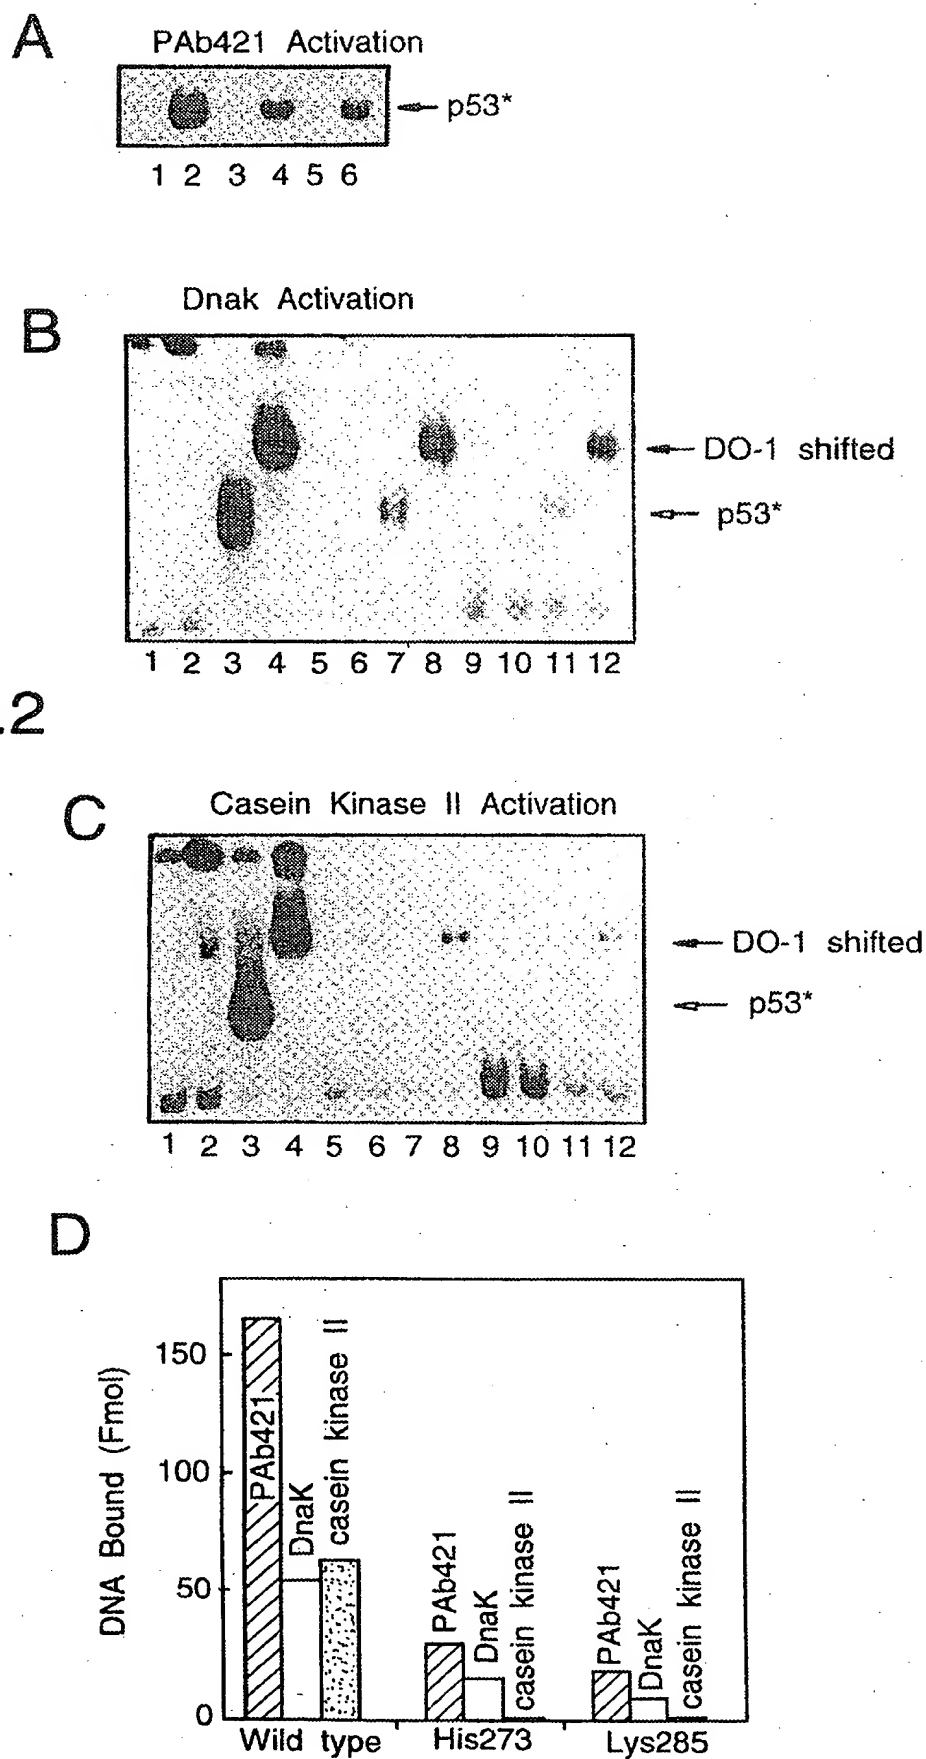 A
PAb421 Activation
p53*
1 2 3 4 5 6
B
Dnak Activation
DO-1 shifted
p53*
1 2 3 4 5 6 7 8 9 10 11 12
.2
C
Casein Kinase II Activation
DO-1 shifted
p53*
1 2 3 4 5 6 7 8 9 10 11 12
D
DNA Bound (Fmol)
150
100
50
0
PAb421
DnaK
casein kinase II
PAb421
DnaK
casein kinase II
PAb421
DnaK
casein kinase II
Wild type His273 Lys285